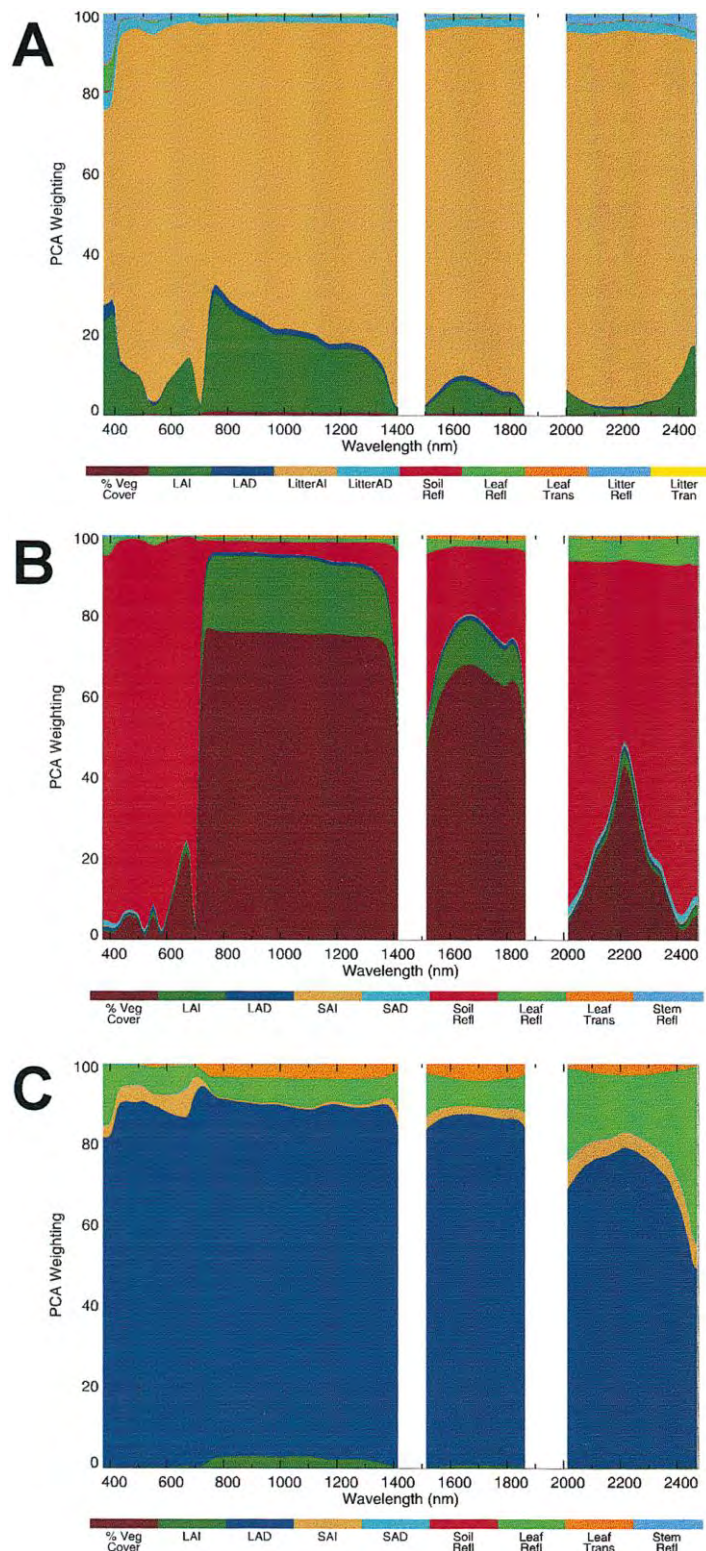 A
100
80
60
40
20
0
PCA Weighting
400 600 800 1000 1200 1400 1600 1800 2000 2200 2400
Wavelength (nm)
% Veg Cover LAI LAD LitterAI LitterAD Soil Refl Leaf Refl Leaf Trans Litter Refl Litter Tran
B
100
80
60
40
20
0
PCA Weighting
400 600 800 1000 1200 1400 1600 1800 2000 2200 2400
Wavelength (nm)
% Veg Cover LAI LAD SAI SAD Soil Refl Leaf Refl Leaf Trans Stem Refl
C
100
80
60
40
20
0
PCA Weighting
400 600 800 1000 1200 1400 1600 1800 2000 2200 2400
Wavelength (nm)
% Veg Cover LAI LAD SAI SAD Soil Refl Leaf Refl Leaf Trans Stem Refl